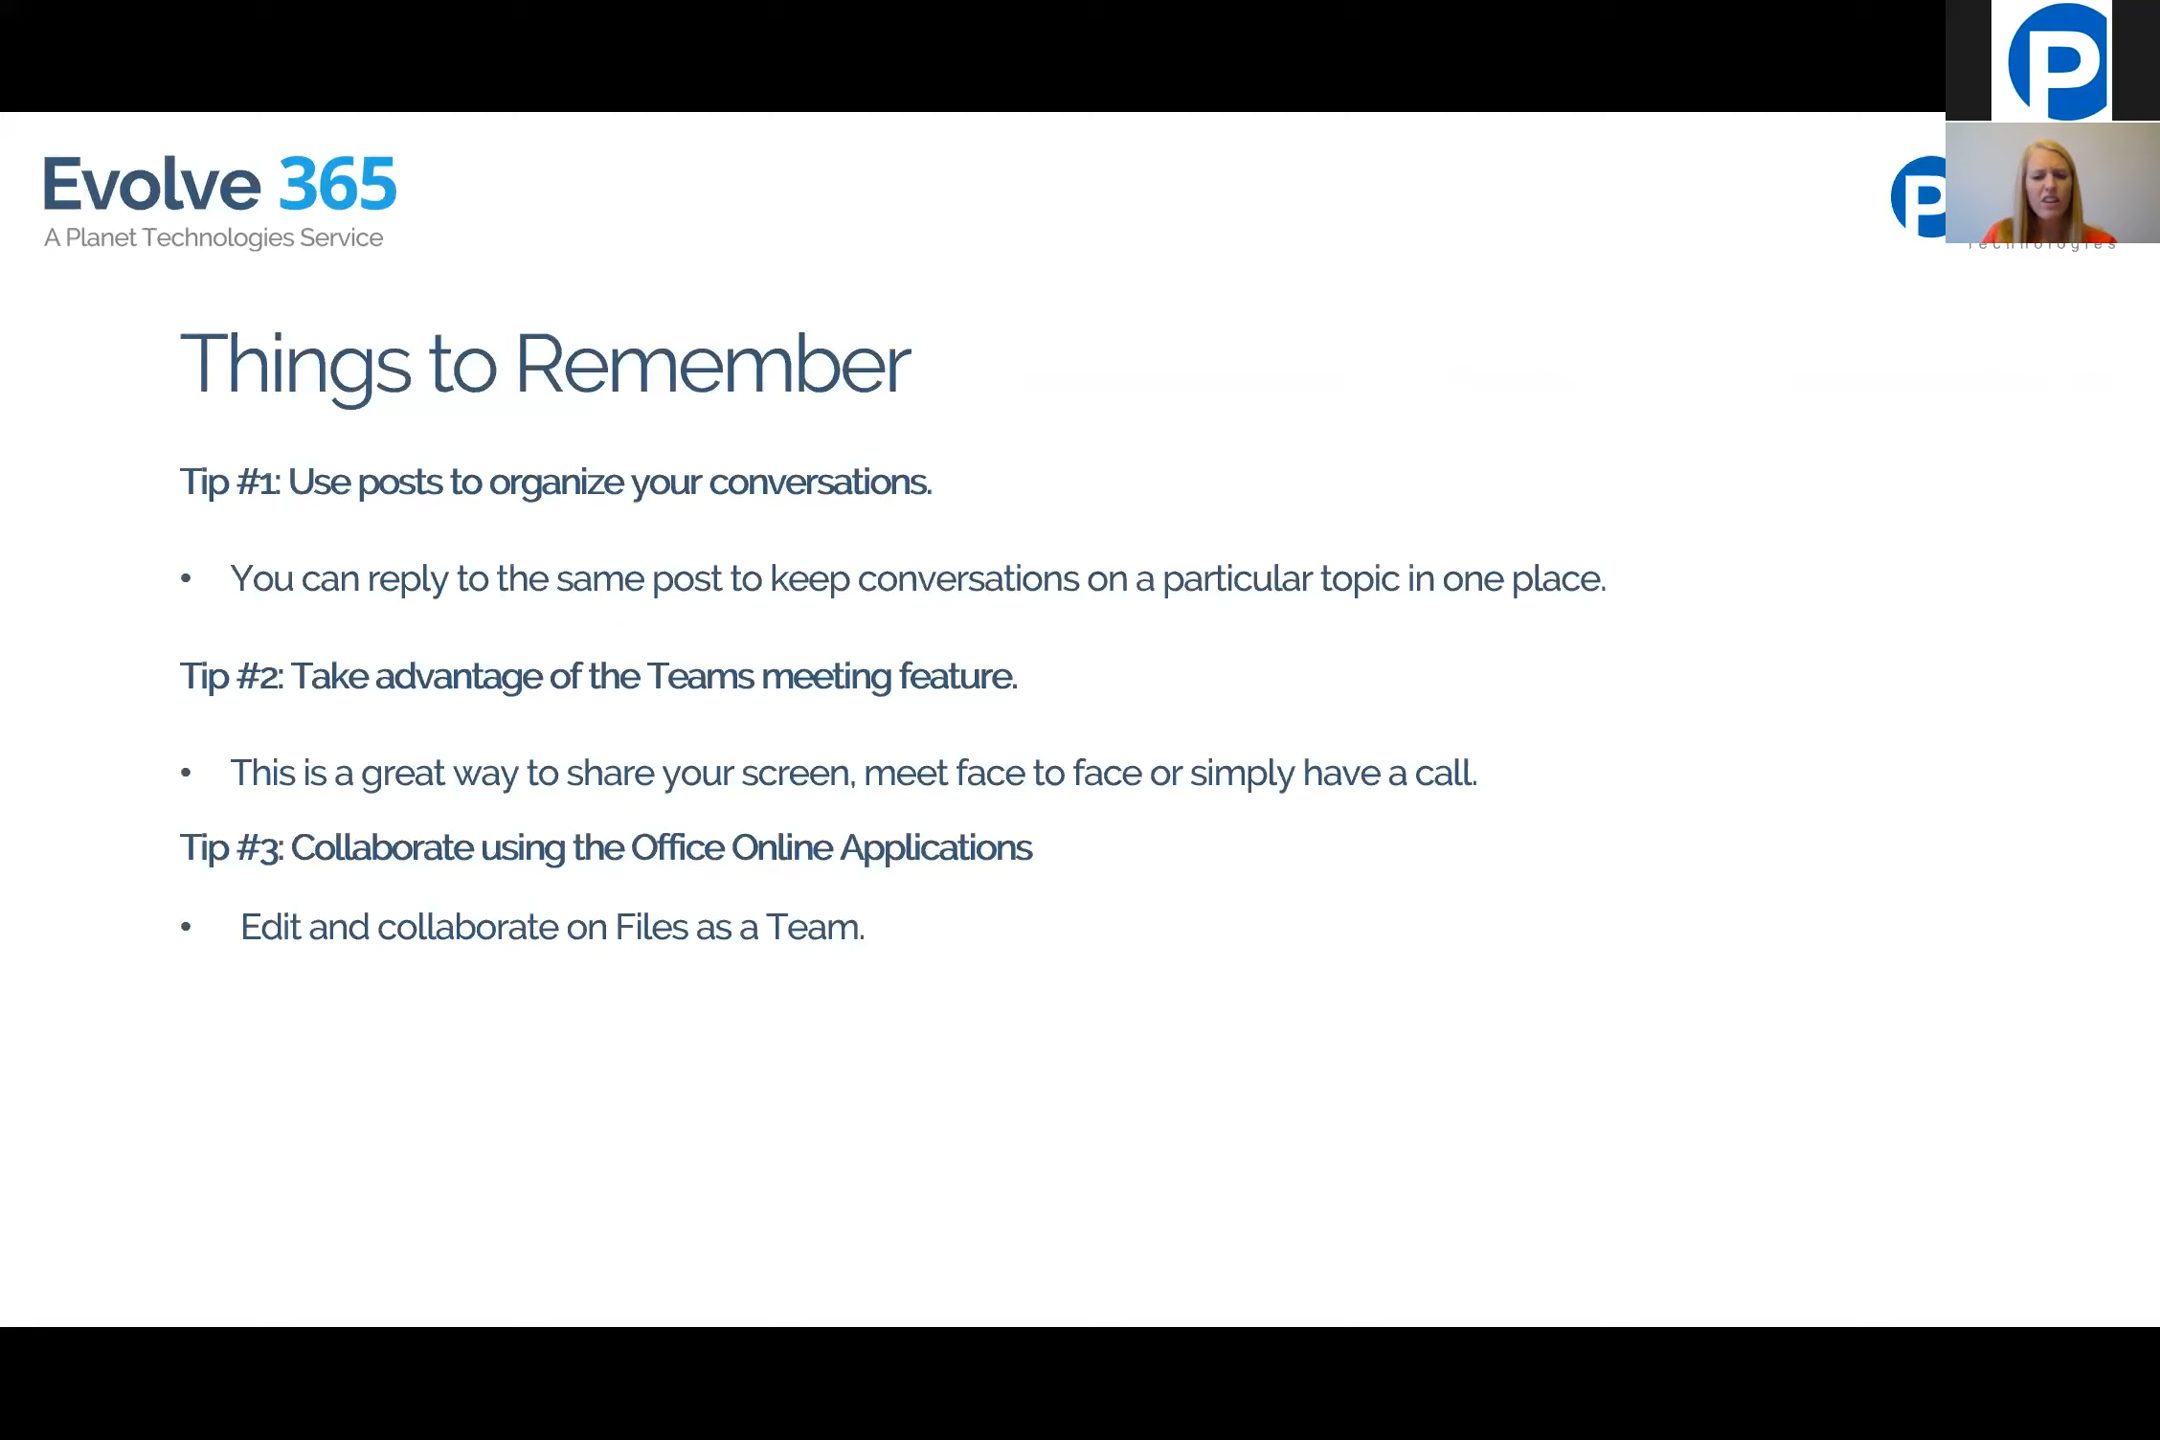 Evolve 365
A Planet Technologies Service
P
P
Technologies
Things to Remember
Tip #1: Use posts to organize your conversations.
• You can reply to the same post to keep conversations on a particular topic in one place.
Tip #2: Take advantage of the Teams meeting feature.
• This is a great way to share your screen, meet face to face or simply have a call.
Tip #3: Collaborate using the Office Online Applications
• Edit and collaborate on Files as a Team.